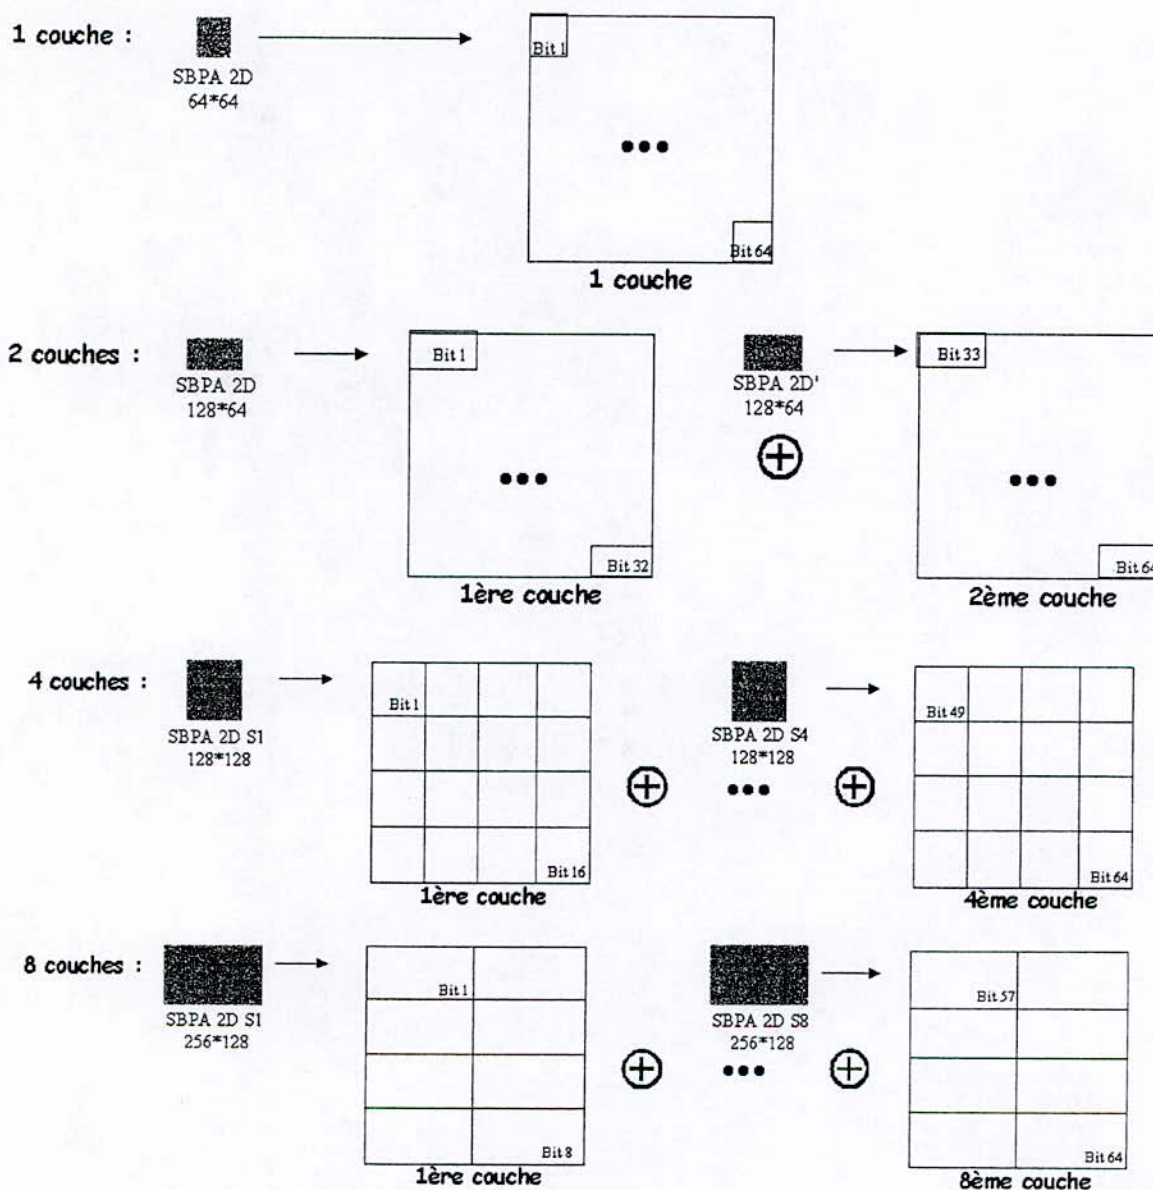 1 couche :
SBPA 2D
64*64
Bit 1
Bit 64
1 couche
2 couches :
SBPA 2D
128*64
Bit 1
Bit 32
1ère couche
SBPA 2D'
128*64
Bit 33
Bit 64
2ème couche
4 couches :
SBPA 2D S1
128*128
Bit 1
Bit 16
1ère couche
SBPA 2D S4
128*128
Bit 49
Bit 64
4ème couche
8 couches :
SBPA 2D S1
256*128
Bit 1
Bit 8
1ère couche
SBPA 2D S8
256*128
Bit 57
Bit 64
8ème couche